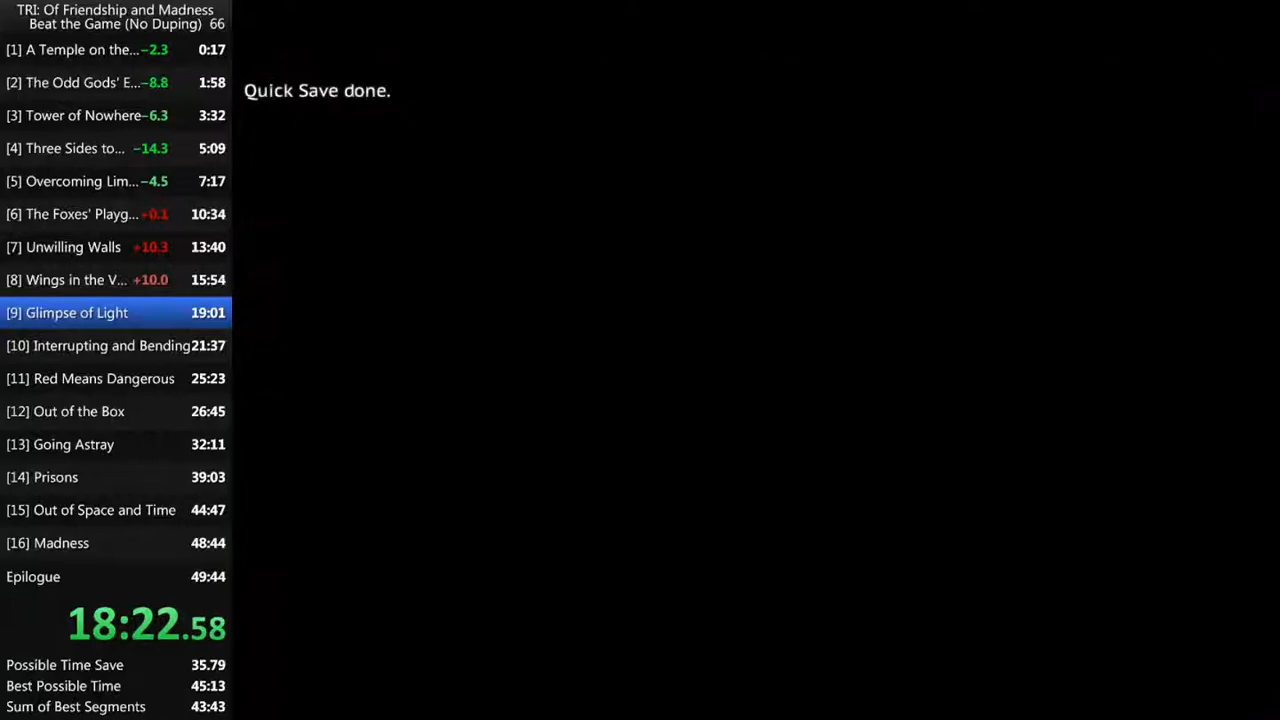 TRI: Of Friendship and Madness
Beat the Game (No Duping) 66
[1] A Temple on the... −2.3 0:17
[2] The Odd Gods' E... −8.8 1:58
[3] Tower of Nowhere −6.3 3:32
[4] Three Sides to... −14.3 5:09
[5] Overcoming Lim... −4.5 7:17
[6] The Foxes' Playg... +0.1 10:34
[7] Unwilling Walls +10.3 13:40
[8] Wings in the V... +10.0 15:54
[9] Glimpse of Light 19:01
[10] Interrupting and Bending 21:37
[11] Red Means Dangerous 25:23
[12] Out of the Box 26:45
[13] Going Astray 32:11
[14] Prisons 39:03
[15] Out of Space and Time 44:47
[16] Madness 48:44
Epilogue 49:44
18:22.58
Possible Time Save 35.79
Best Possible Time 45:13
Sum of Best Segments 43:43
Quick Save done.